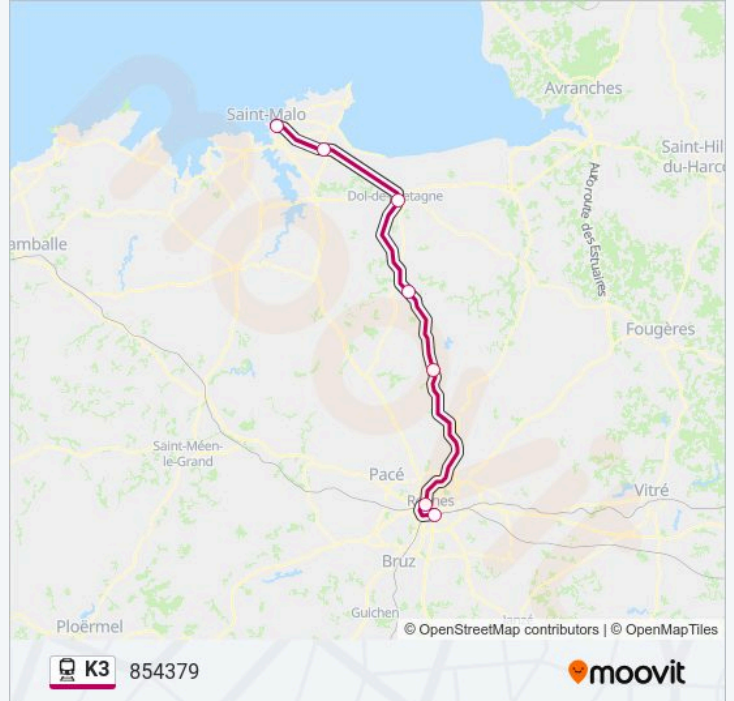 Avranches
Saint-Malo
Saint-Hil
du-Harc
Autoroute des Estuaires
Dol-de-Bretagne
amballe
Fougères
Saint-Méen-
le-Grand
Pacé
Rennes
Vitré
Bruz
Guichen
Ploërmel
© OpenStreetMap contributors | © OpenMapTiles
K3 854379
moovit